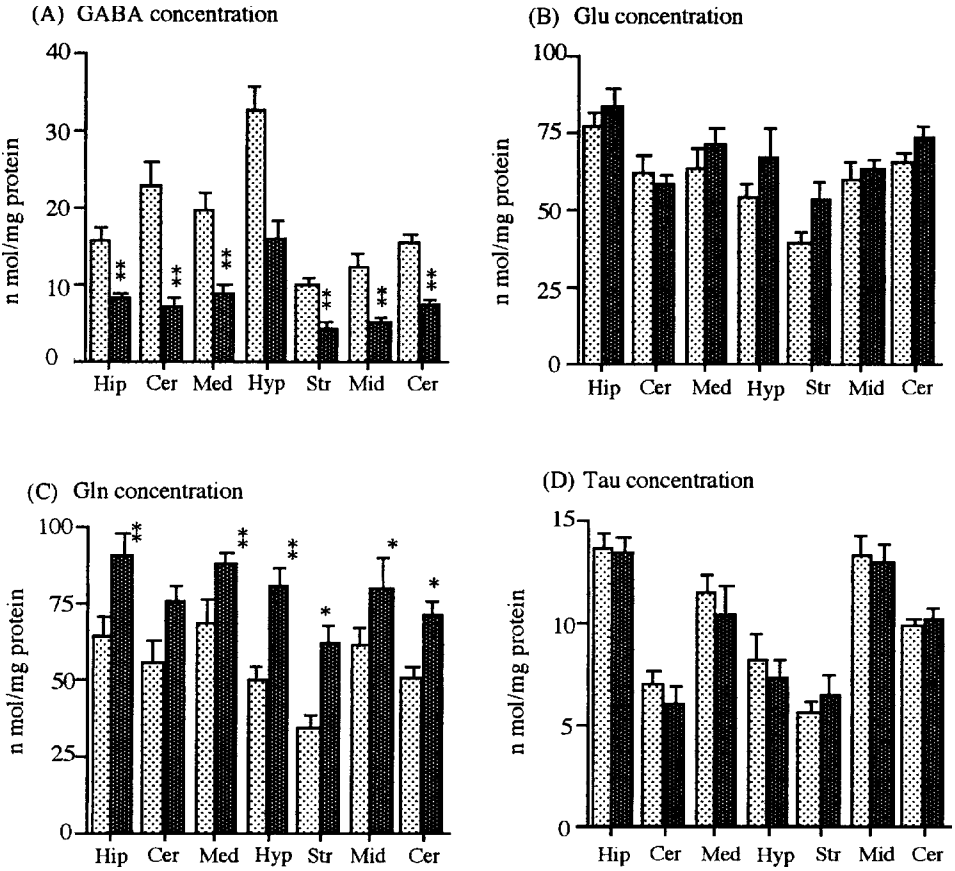 (A) GABA concentration
n mol/mg protein
40
30
20
10
0
** ** ** ** ** **
Hip Cer Med Hyp Str Mid Cer
(B) Glu concentration
n mol/mg protein
100
75
50
25
0
Hip Cer Med Hyp Str Mid Cer
(C) Gln concentration
n mol/mg protein
100
75
50
25
0
** ** ** * * *
Hip Cer Med Hyp Str Mid Cer
(D) Tau concentration
n mol/mg protein
15
10
5
0
Hip Cer Med Hyp Str Mid Cer